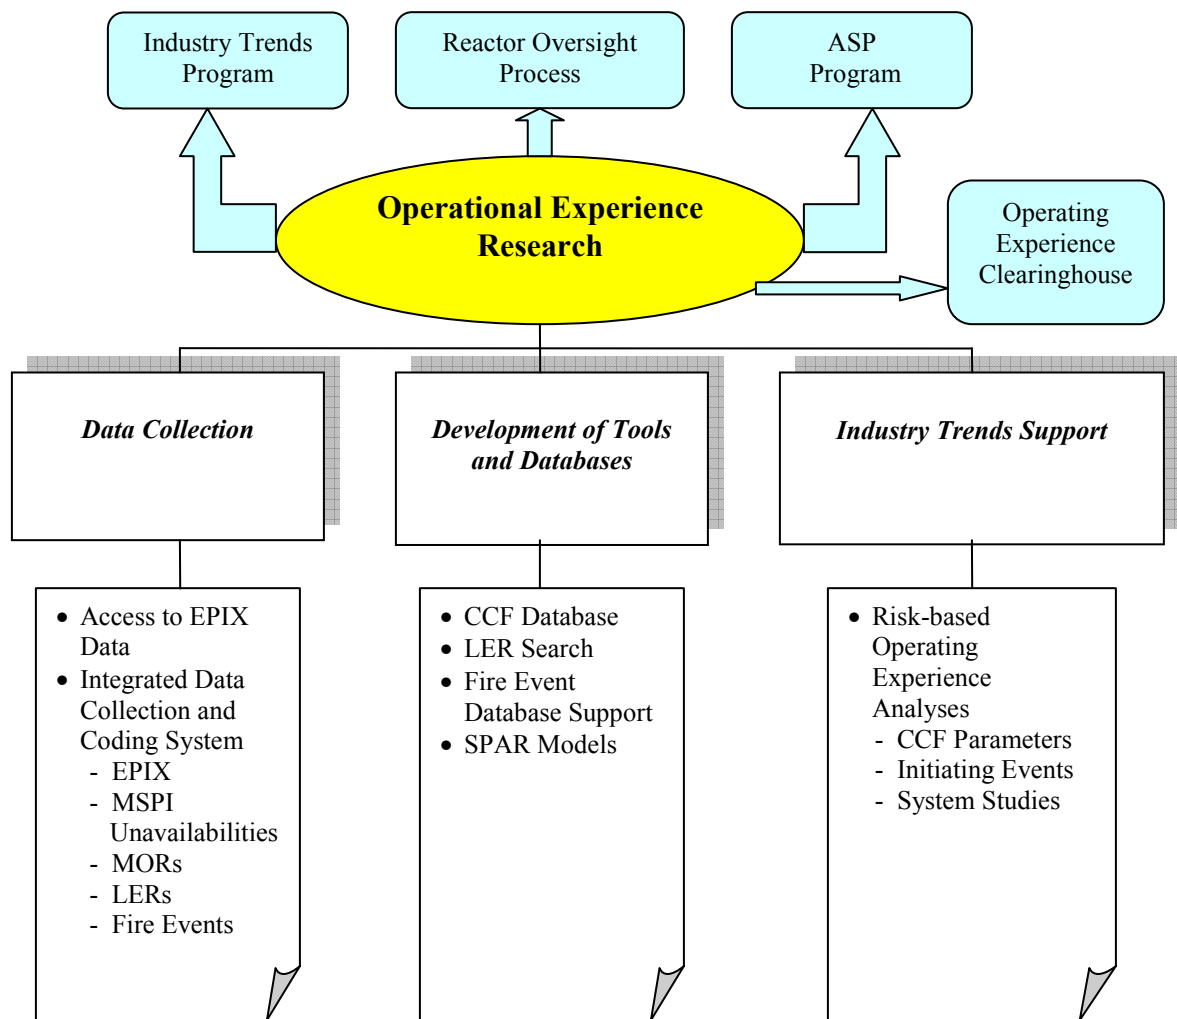 Industry Trends
Program
Reactor Oversight
Process
ASP
Program
Operational Experience
Research
Operating
Experience
Clearinghouse
Data Collection
Development of Tools
and Databases
Industry Trends Support
• Access to EPIX
Data
• Integrated Data
Collection and
Coding System
- EPIX
- MSPI
Unavailabilities
- MORs
- LERs
- Fire Events
• CCF Database
• LER Search
• Fire Event
Database Support
• SPAR Models
• Risk-based
Operating
Experience
Analyses
- CCF Parameters
- Initiating Events
- System Studies